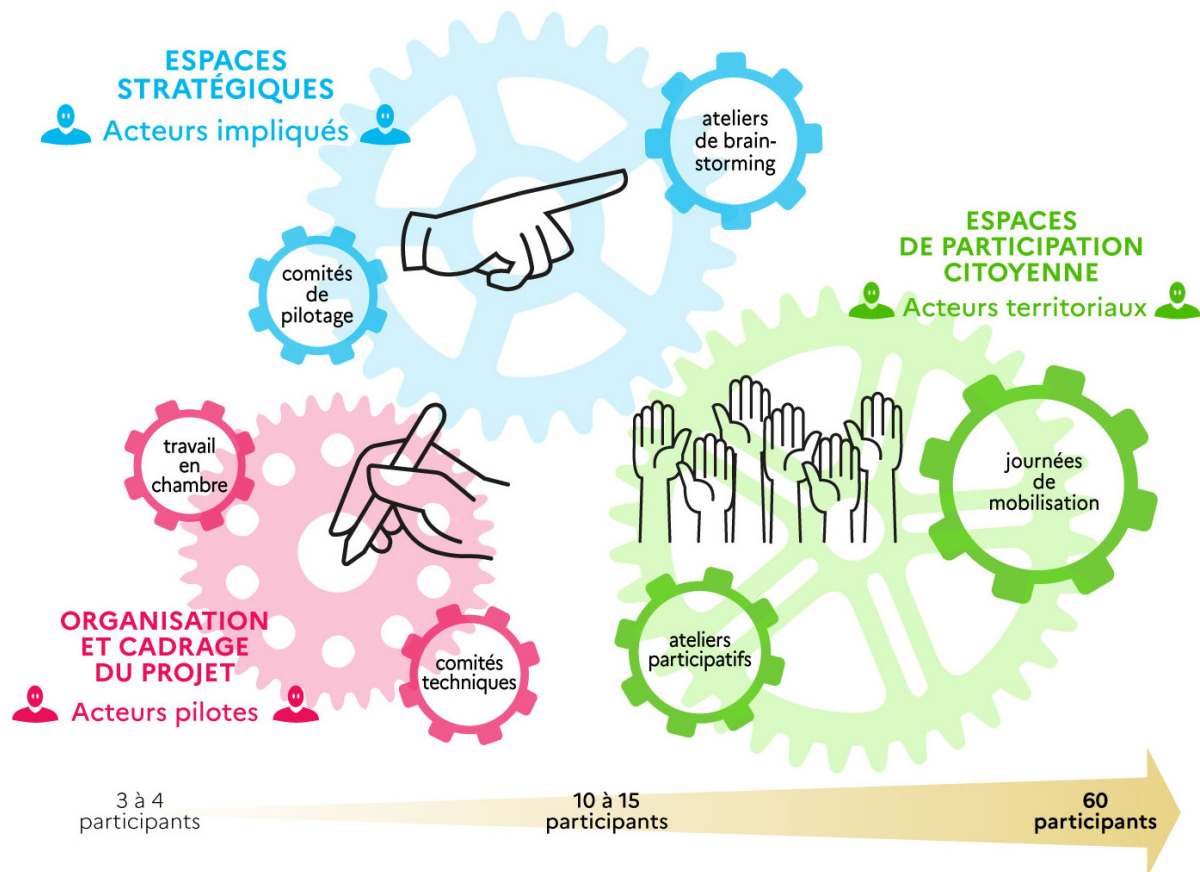 ESPACES
STRATÉGIQUES
Acteurs impliqués
ateliers
de brain-
storming
comités
de
pilotage
ESPACES
DE PARTICIPATION
CITOYENNE
Acteurs territoriaux
journées
de
mobilisation
ateliers
participatifs
travail
en
chambre
ORGANISATION
ET CADRAGE
DU PROJET
Acteurs pilotes
comités
techniques
3 à 4
participants
10 à 15
participants
60
participants